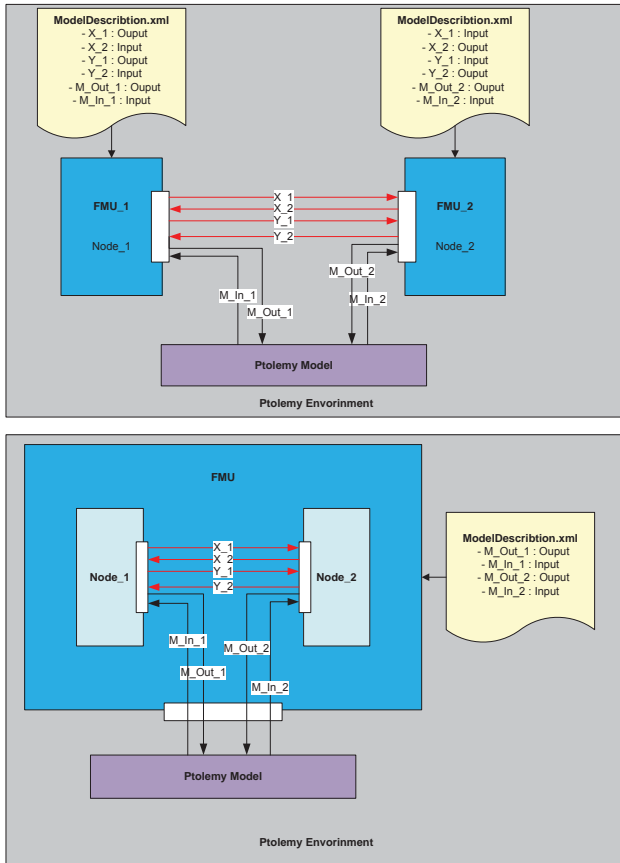 ModelDescribtion.xml
- X_1 : Ouput
- X_2 : Input
- Y_1 : Ouput
- Y_2 : Input
- M_Out_1 : Ouput
- M_In_1 : Input
ModelDescribtion.xml
- X_1 : Input
- X_2 : Ouput
- Y_1 : Input
- Y_2 : Ouput
- M_Out_2 : Ouput
- M_In_2 : Input
FMU_1
Node_1
X_1
X_2
Y_1
Y_2
FMU_2
Node_2
M_In_1
M_Out_1
M_Out_2
M_In_2
Ptolemy Model
Ptolemy Envorinment
FMU
Node_1
X_1
X_2
Y_1
Y_2
Node_2
M_In_1
M_Out_1
M_Out_2
M_In_2
ModelDescribtion.xml
- M_Out_1 : Ouput
- M_In_1 : Input
- M_Out_2 : Ouput
- M_In_2 : Input
Ptolemy Model
Ptolemy Envorinment